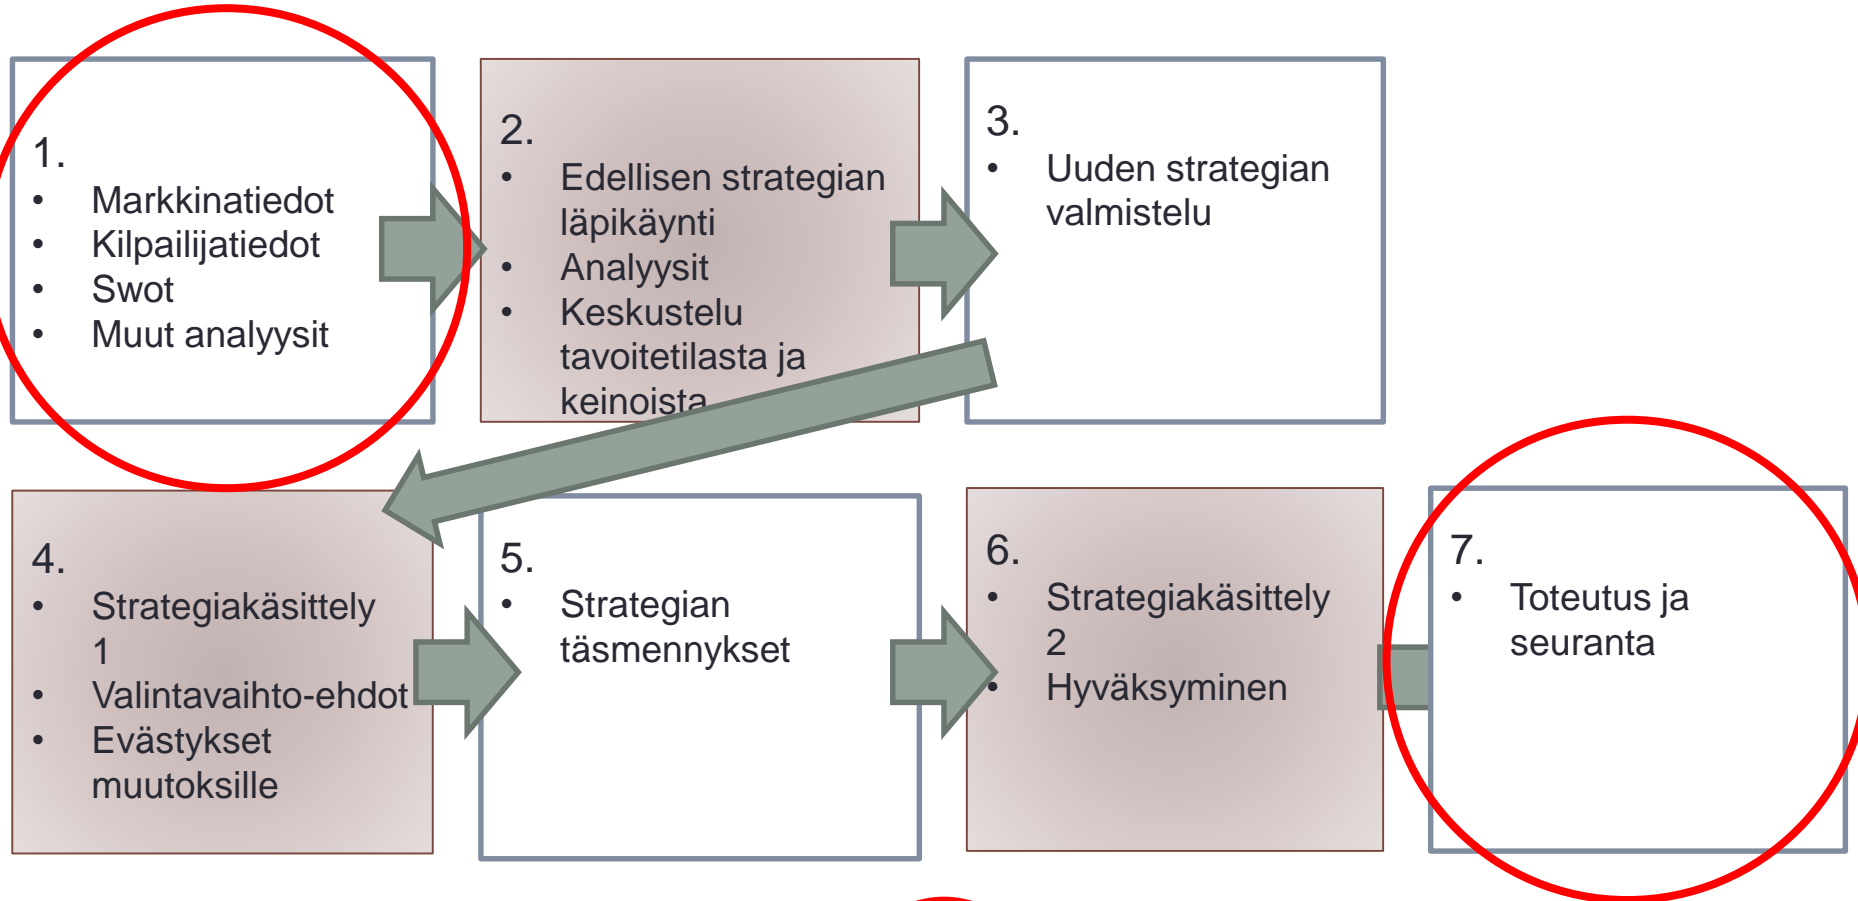 1.
• Markkinatiedot
• Kilpailijatiedot
• Swot
• Muut analyysit
2.
• Edellisen strategian
läpikäynti
• Analyysit
• Keskustelu
tavoitetilasta ja
keinoista
3.
• Uuden strategian
valmistelu
4.
• Strategiakäsittely
1
• Valintavaihto-ehdot
• Evästykset
muutoksille
5.
• Strategian
täsmennykset
6.
• Strategiakäsittely
2
• Hyväksyminen
7.
• Toteutus ja
seuranta